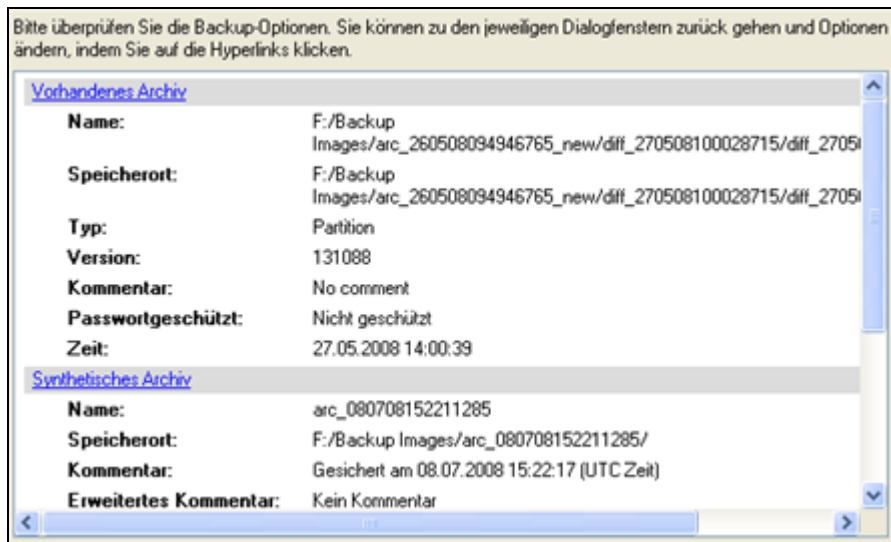 Bitte überprüfen Sie die Backup-Optionen. Sie können zu den jeweiligen Dialogfenstern zurück gehen und Optionen
ändern, indem Sie auf die Hyperlinks klicken.
Vorhandenes Archiv
Name: F:/Backup
Images/arc_260508094946765_new/diff_270508100028715/diff_2705
Speicherort: F:/Backup
Images/arc_260508094946765_new/diff_270508100028715/diff_2705
Typ: Partition
Version: 131088
Kommentar: No comment
Passwortgeschützt: Nicht geschützt
Zeit: 27.05.2008 14:00:39
Synthetisches Archiv
Name: arc_080708152211285
Speicherort: F:/Backup Images/arc_080708152211285/
Kommentar: Gesichert am 08.07.2008 15:22:17 (UTC Zeit)
Erweitertes Kommentar: Kein Kommentar